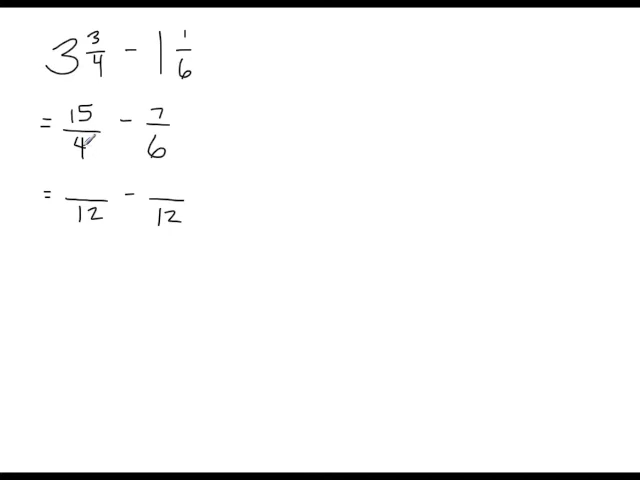 3 3/4 - 1 1/6
= 15/4 - 7/6
= /12 - /12